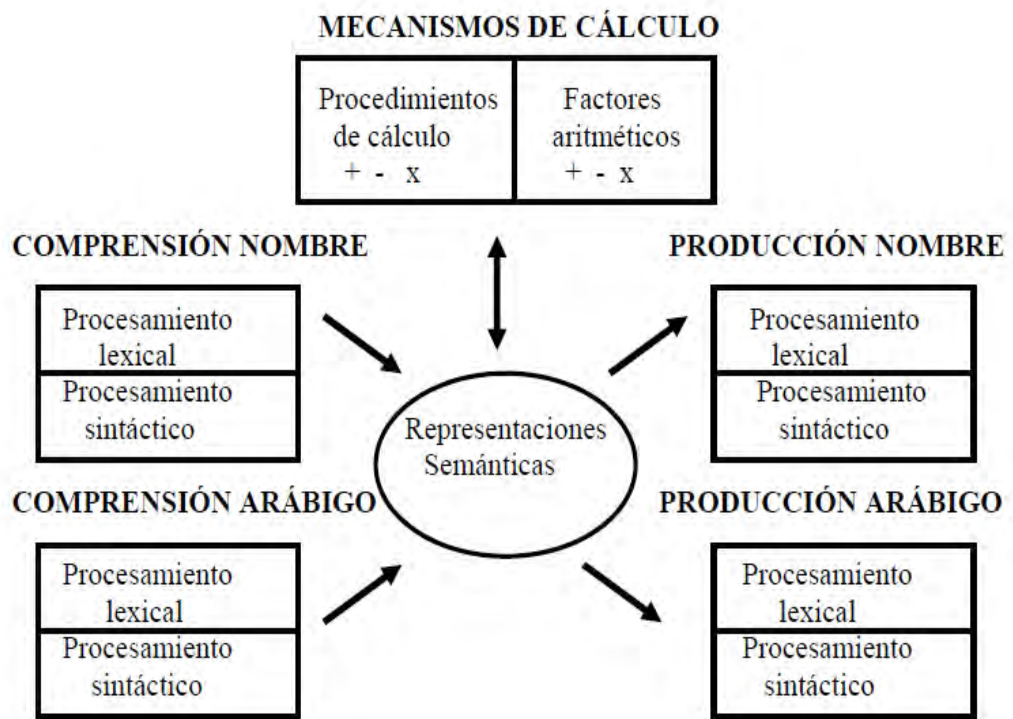 MECANISMOS DE CÁLCULO
Procedimientos
de cálculo
+ - x
Factores
aritméticos
+ - x
COMPRENSIÓN NOMBRE
Procesamiento
lexical
Procesamiento
sintáctico
PRODUCCIÓN NOMBRE
Procesamiento
lexical
Procesamiento
sintáctico
Representaciones
Semánticas
COMPRENSIÓN ARÁBIGO
Procesamiento
lexical
Procesamiento
sintáctico
PRODUCCIÓN ARÁBIGO
Procesamiento
lexical
Procesamiento
sintáctico